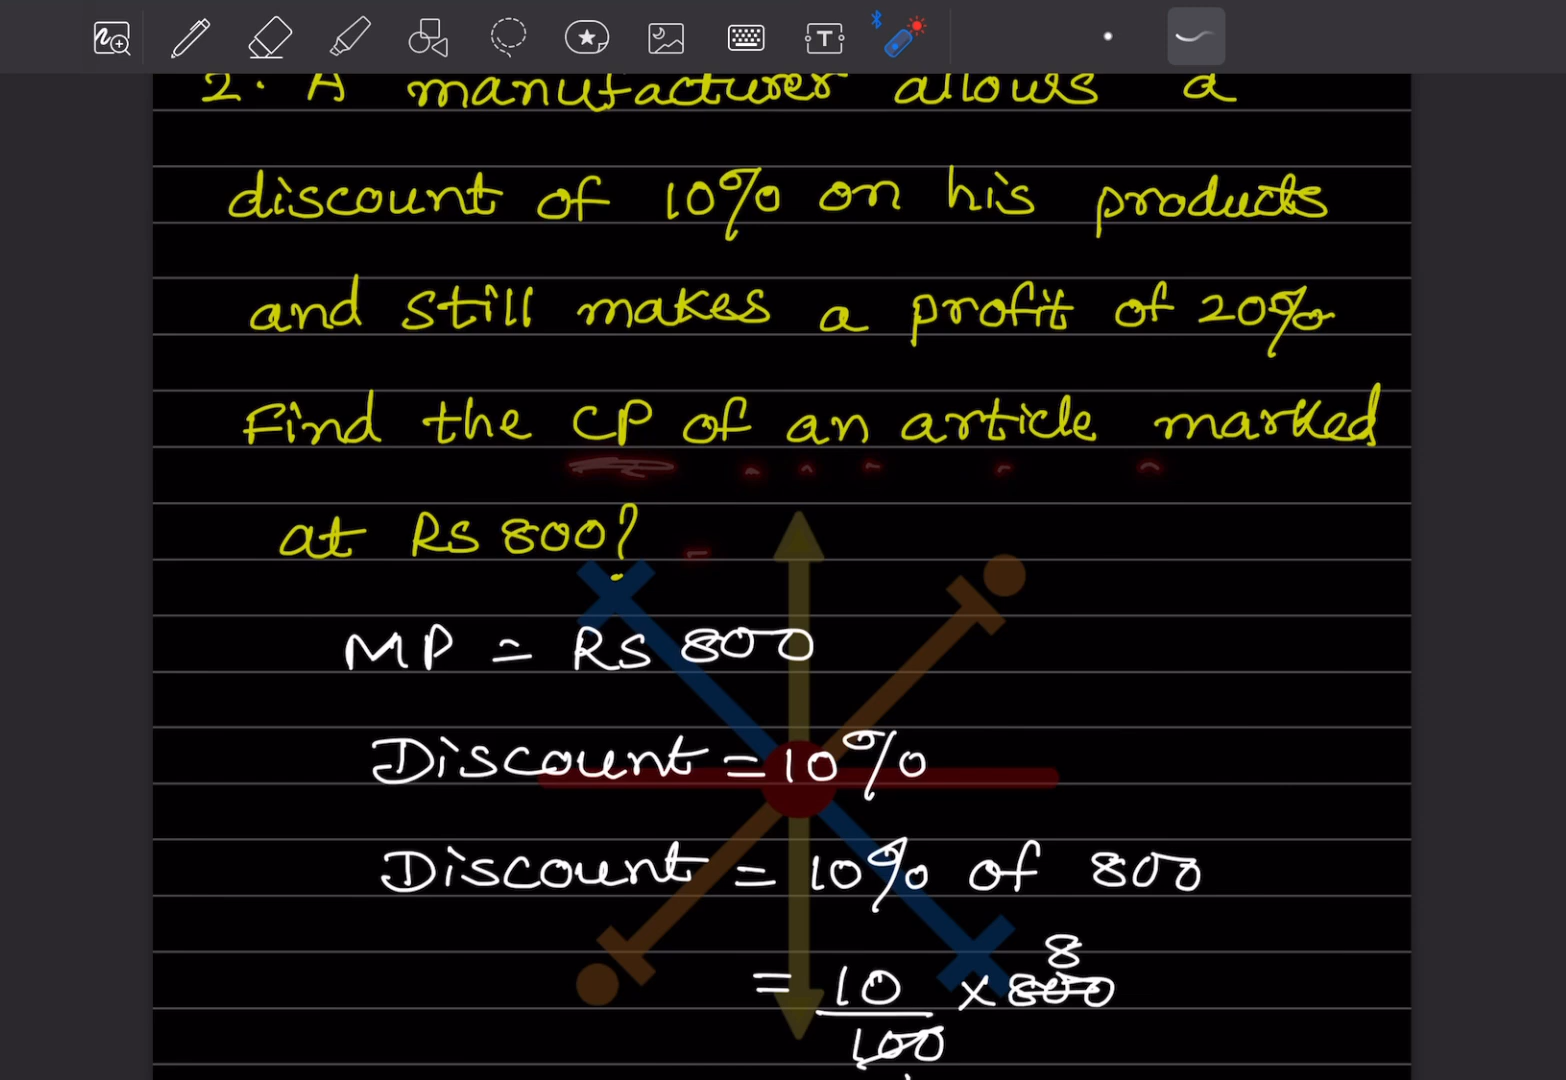 2. A manufacturer allows a
discount of 10% on his products
and still makes a profit of 20%
Find the CP of an article marked
at Rs 800?
MP = Rs 800
Discount = 10%
Discount = 10% of 800
8
= 10 × 800
100